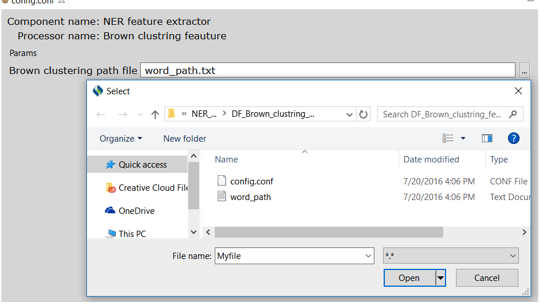 config.conf
Component name: NER feature extractor
Processor name: Brown clustring feauture
Params
Brown clustering path file word_path.txt ...
Select
« NER_... > DF_Brown_clustring_... Search DF_Brown_clustring_fe...
Organize New folder
Quick access
Creative Cloud File
OneDrive
This PC
Name Date modified Type
config.conf 7/20/2016 4:06 PM CONF File
word_path 7/20/2016 4:06 PM Text Docu
File name: Myfile *.*
Open Cancel